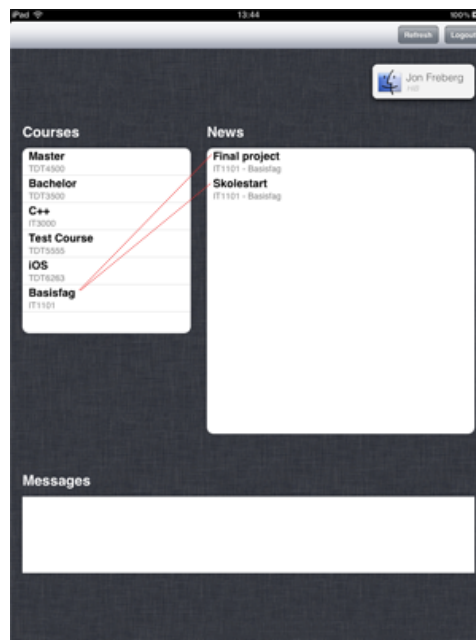 iPad 13:44 100%
Refresh Logout
Jon Freberg
Courses
Master
TDT4500
Bachelor
TDT3500
C++
IT3000
Test Course
TDT5555
iOS
TDT6263
Basisfag
IT1101
News
Final project
IT1101 - Basisfag
Skolestart
IT1101 - Basisfag
Messages